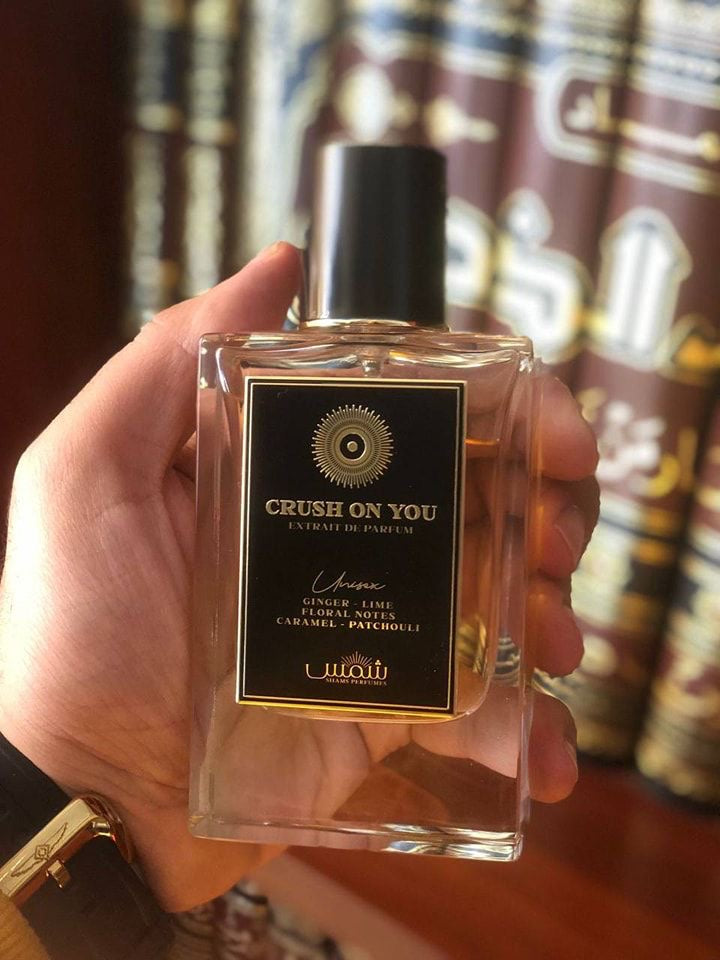 CRUSH ON YOU
EXTRAIT DE PARFUM
Unisex
GINGER - LIME
FLORAL NOTES
CARAMEL - PATCHOULI
شمس
SHAMS PERFUMES